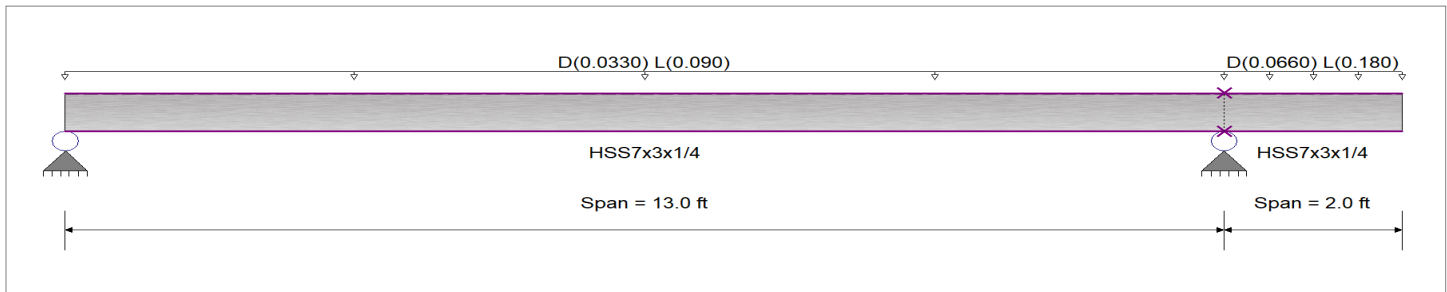 D(0.0330) L(0.090) D(0.0660) L(0.180)
HSS7x3x1/4 HSS7x3x1/4
Span = 13.0 ft Span = 2.0 ft